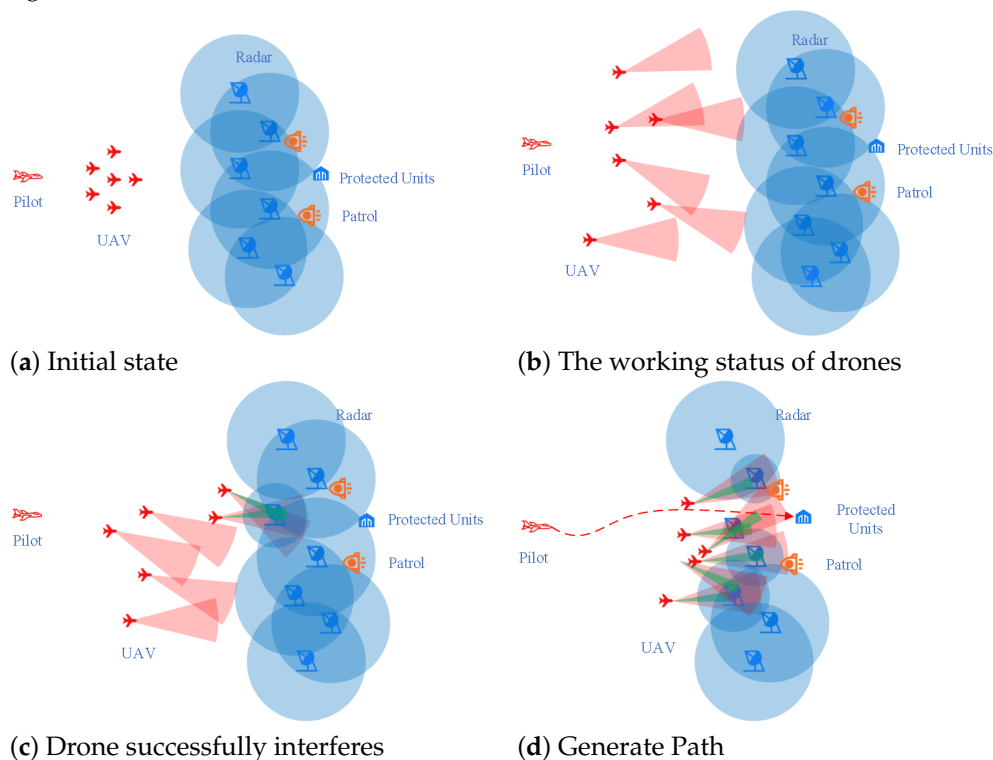 Radar
Pilot
UAV
Protected Units
Patrol
(a) Initial state
Radar
Pilot
UAV
Protected Units
Patrol
(b) The working status of drones
Radar
Pilot
UAV
Protected Units
Patrol
(c) Drone successfully interferes
Radar
Pilot
UAV
Protected
Units
Patrol
(d) Generate Path